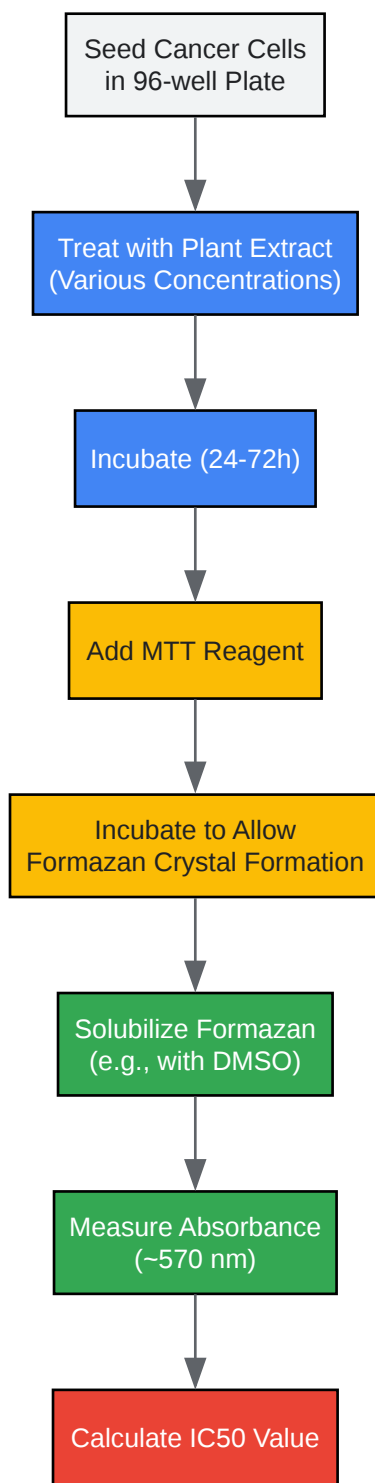 Seed Cancer Cells
in 96-well Plate
Treat with Plant Extract
(Various Concentrations)
Incubate (24-72h)
Add MTT Reagent
Incubate to Allow
Formazan Crystal Formation
Solubilize Formazan
(e.g., with DMSO)
Measure Absorbance
(~570 nm)
Calculate IC50 Value